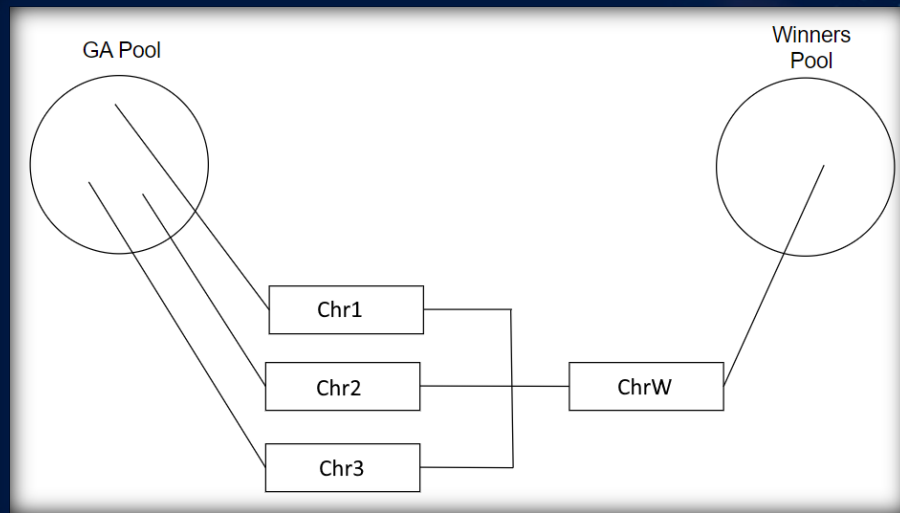 GA Pool
Winners
Pool
Chr1
Chr2
ChrW
Chr3